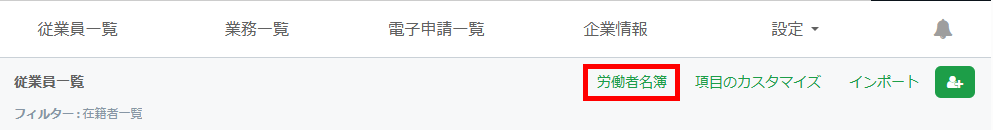 従業員一覧 業務一覧 電子申請一覧 企業情報 設定
従業員一覧 労働者名簿 項目のカスタマイズ インポート
フィルター : 在籍者一覧